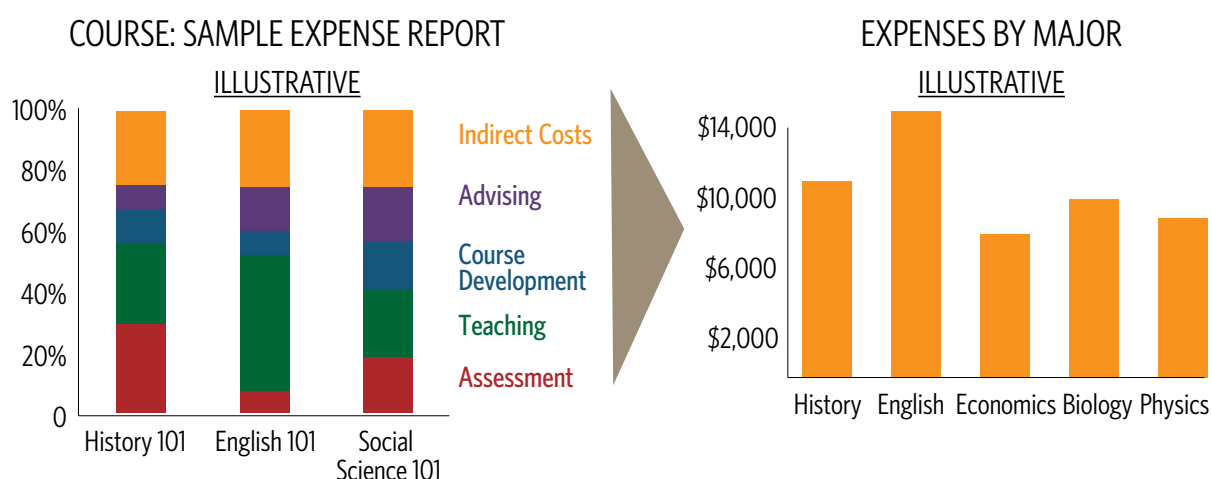 COURSE: SAMPLE EXPENSE REPORT
ILLUSTRATIVE
100%
80%
60%
40%
20%
0
History 101
English 101
Social
Science 101
Indirect Costs
Advising
Course
Development
Teaching
Assessment
EXPENSES BY MAJOR
ILLUSTRATIVE
$14,000
$10,000
$6,000
$2,000
History
English
Economics
Biology
Physics